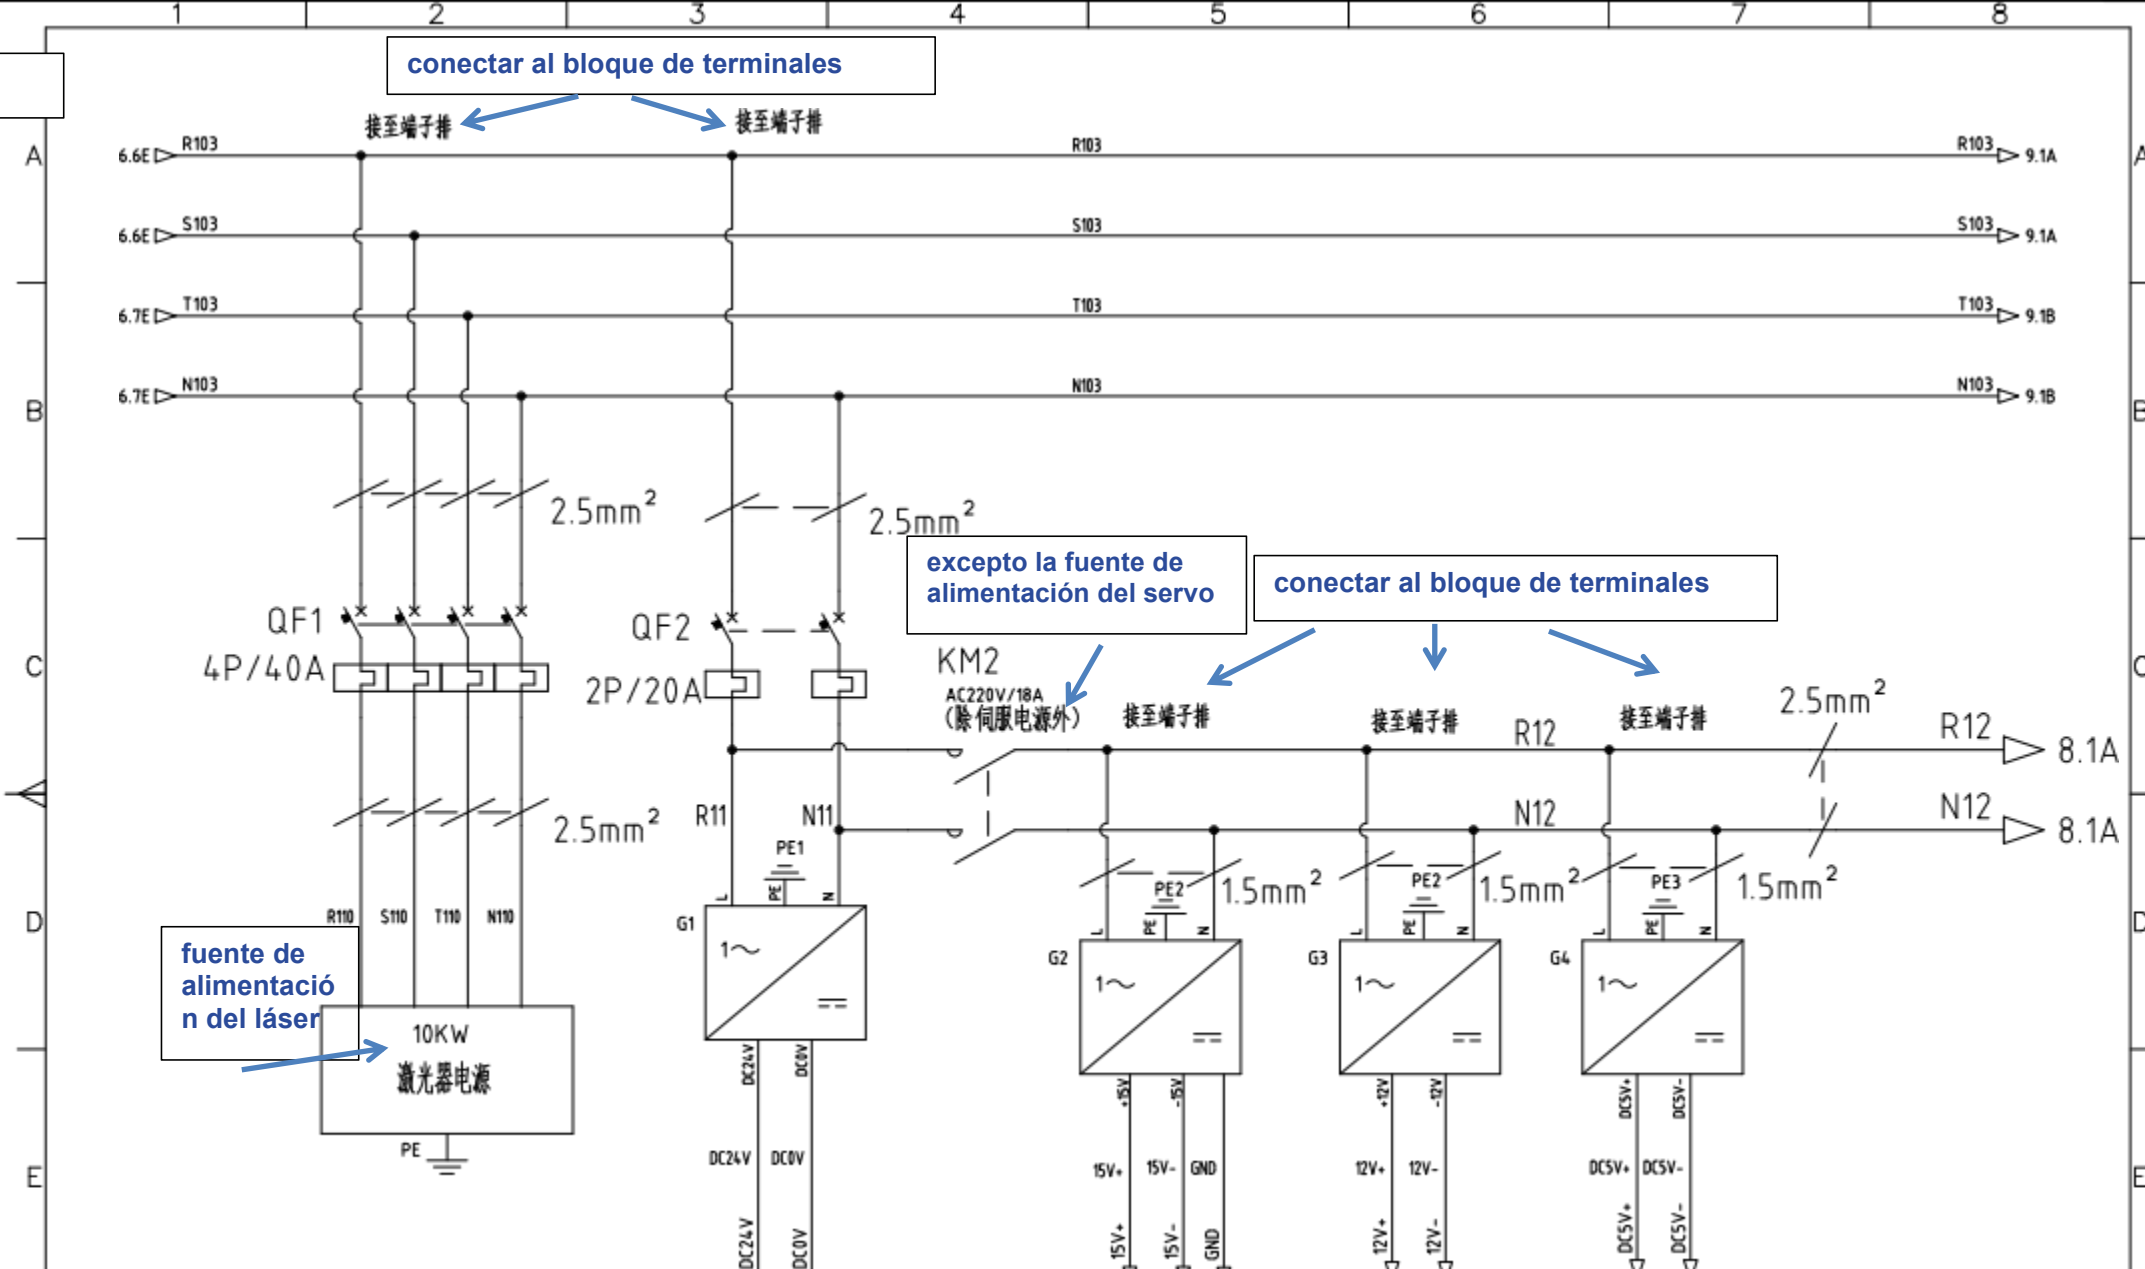 1 2 3 4 5 6 7 8
conectar al bloque de terminales
接至端子排 接至端子排
A 6.6E R103 R103 R103 9.1A A
6.6E S103 S103 S103 9.1A
6.7E T103 T103 T103 9.1B
B 6.7E N103 N103 N103 9.1B B
2.5mm² 2.5mm²
excepto la fuente de
alimentación del servo
conectar al bloque de terminales
QF1 QF2
C 4P/40A 2P/20A KM2 C
AC220V/18A
(除伺服电源外) 接至端子排 接至端子排 接至端子排 2.5mm²
R12 R12 8.1A
R11 N11 N12 N12 8.1A
2.5mm²
PE1
L PE N
PE2 1.5mm² PE2 1.5mm² PE3 1.5mm²
D R110 S110 T110 N110 G1 L PE N L PE N L PE N D
fuente de
alimentació
n del láser
1~ G2 1~ G3 1~ G4 1~
10KW
激光器电源
DC24V DC0V +15V -15V +12V -12V DC5V+ DC5V-
PE
E DC24V DC0V 15V+ 15V- GND 12V+ 12V- DC5V+ DC5V- E
DC24V DC0V 15V+ 15V- GND 12V+ 12V- DC5V+ DC5V-